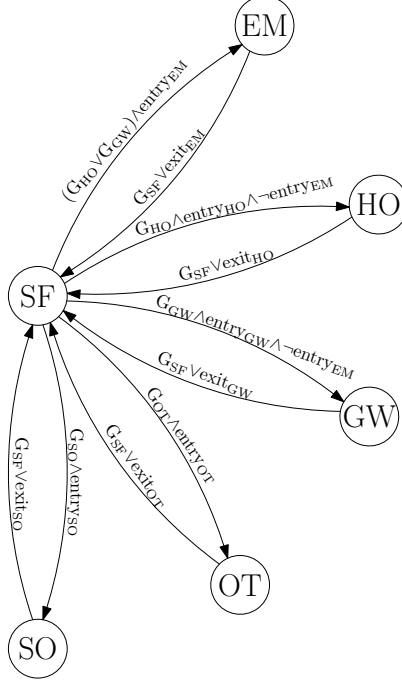 EM
(G_HO∨G_GW)∧entry_EM
G_SF∨exit_EM
HO
G_HO∧entry_HO∧¬entry_EM
G_SF∨exit_HO
SF
G_GW∧entry_GW∧¬entry_EM
G_SF∨exit_GW
GW
G_OT∧entry_OT
G_SF∨exit_OT
G_SO∧entry_SO
G_SF∨exit_SO
OT
SO